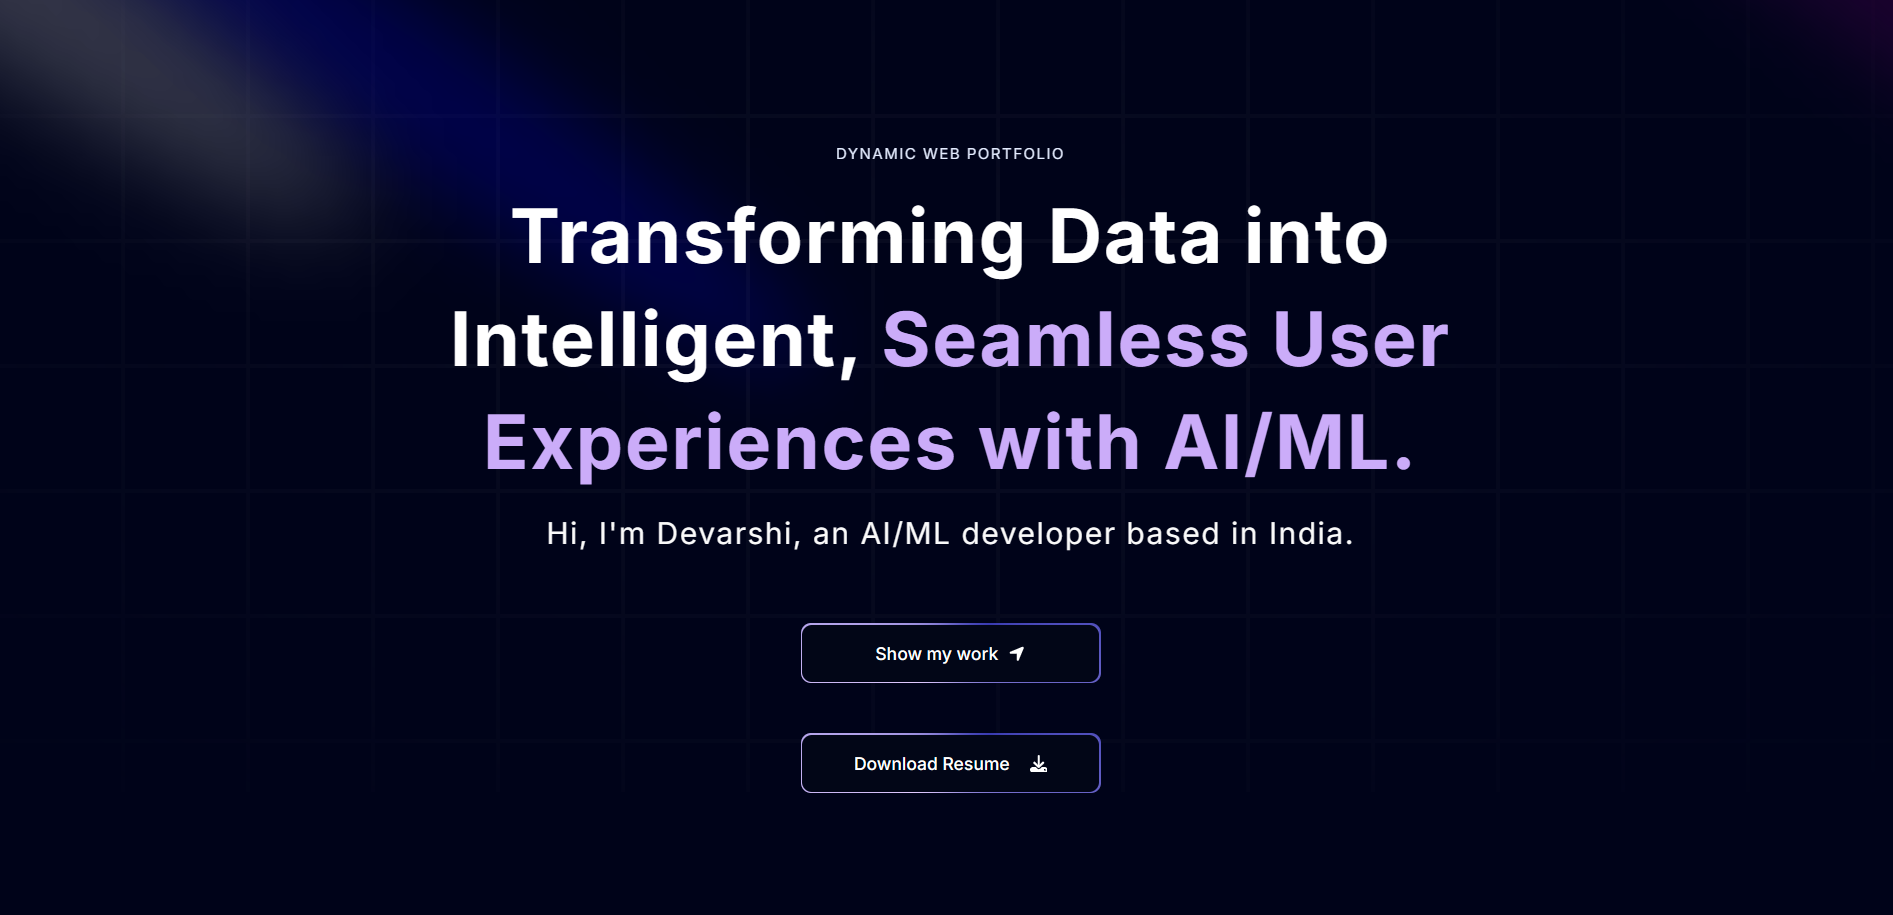 DYNAMIC WEB PORTFOLIO
Transforming Data into
Intelligent, Seamless User
Experiences with AI/ML.
Hi, I'm Devarshi, an AI/ML developer based in India.
Show my work
Download Resume